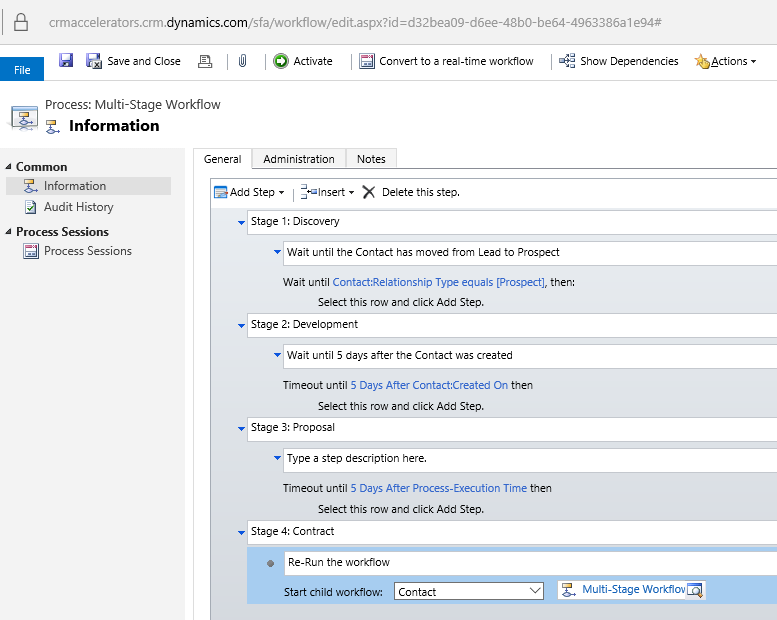 crmaccelerators.crm.dynamics.com/sfa/workflow/edit.aspx?id=d32bea09-d6ee-48b0-be64-4963386a1e94#
File Save and Close Activate Convert to a real-time workflow Show Dependencies Actions
Process: Multi-Stage Workflow
Information
Common
Information
Audit History
Process Sessions
Process Sessions
General Administration Notes
Add Step Insert Delete this step.
Stage 1: Discovery
Wait until the Contact has moved from Lead to Prospect
Wait until Contact:Relationship Type equals [Prospect], then:
Select this row and click Add Step.
Stage 2: Development
Wait until 5 days after the Contact was created
Timeout until 5 Days After Contact:Created On then
Select this row and click Add Step.
Stage 3: Proposal
Type a step description here.
Timeout until 5 Days After Process-Execution Time then
Select this row and click Add Step.
Stage 4: Contract
Re-Run the workflow
Start child workflow: Contact Multi-Stage Workflow